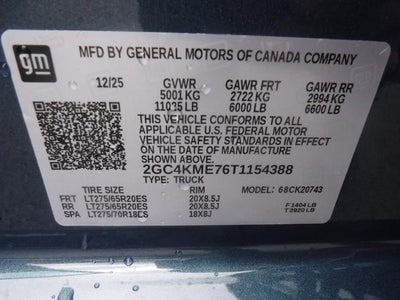 gm
MFD BY GENERAL MOTORS OF CANADA COMPANY
12/25 GVWR GAWR FRT GAWR RR
5001 KG 2722 KG 2994 KG
LB 6000 LB 6600 LB
THIS VEHICLE CONFORMS TO ALL
APPLICABLE U.S. FEDERAL MOTOR
VEHICLE SAFETY STANDARDS IN EFFECT
ON THE DATE OF MANUFACTURE
SHOWN ABOVE.
2GC4KME76T1154388
TYPE: TRUCK
TIRE SIZE RIM 68CK20743
FRT LT275/65R20ES 20X8.5J
RR LT275/65R20ES 20X8.5J F 1404 LB
SPA LT275/70R18ES 18X8J T 2920 LB